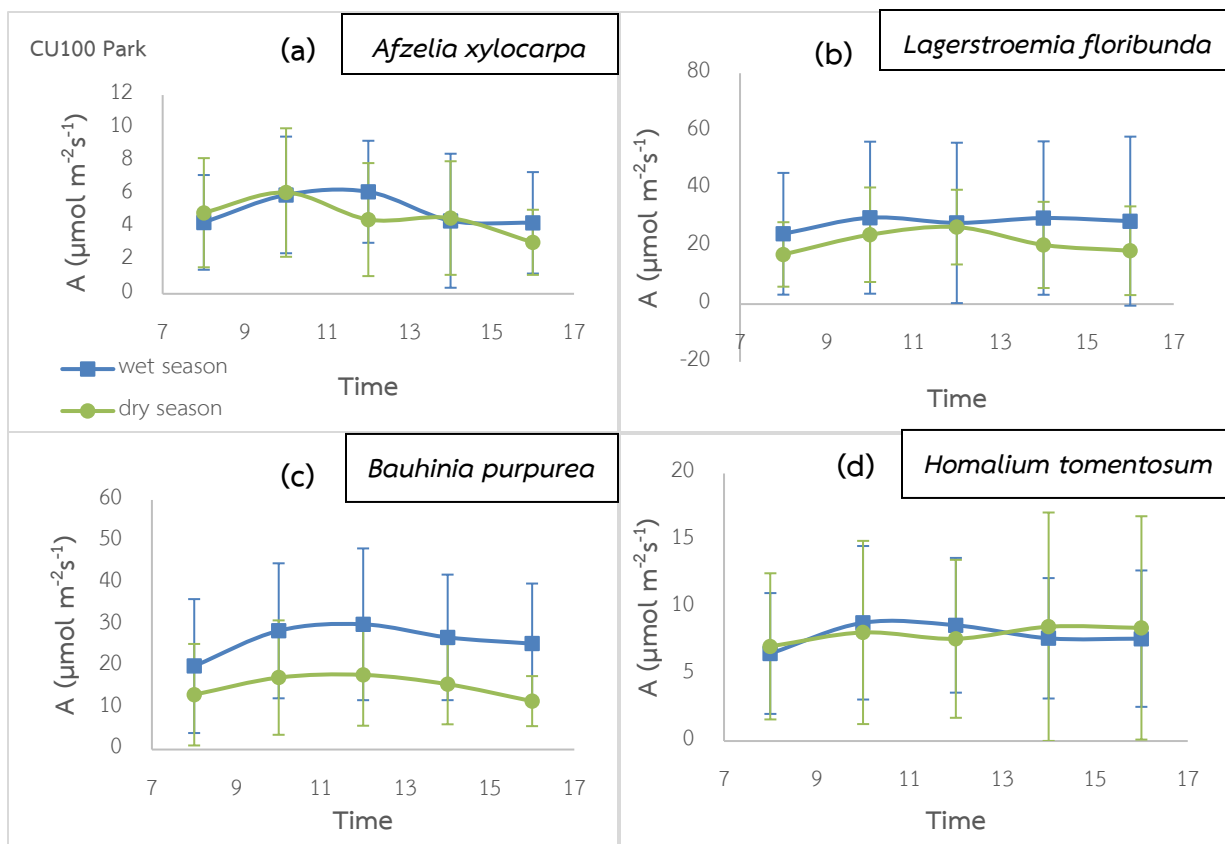 CU100 Park
(a)
Afzelia xylocarpa
A (µmol m⁻²s⁻¹)
12
10
8
6
4
2
0
7 9 11 13 15 17
Time
wet season
dry season
(b)
Lagerstroemia floribunda
A (µmol m⁻²s⁻¹)
80
60
40
20
0
-20
7 9 11 13 15 17
Time
(c)
Bauhinia purpurea
A (µmol m⁻²s⁻¹)
60
50
40
30
20
10
0
7 9 11 13 15 17
Time
(d)
Homalium tomentosum
A (µmol m⁻²s⁻¹)
20
15
10
5
0
7 9 11 13 15 17
Time